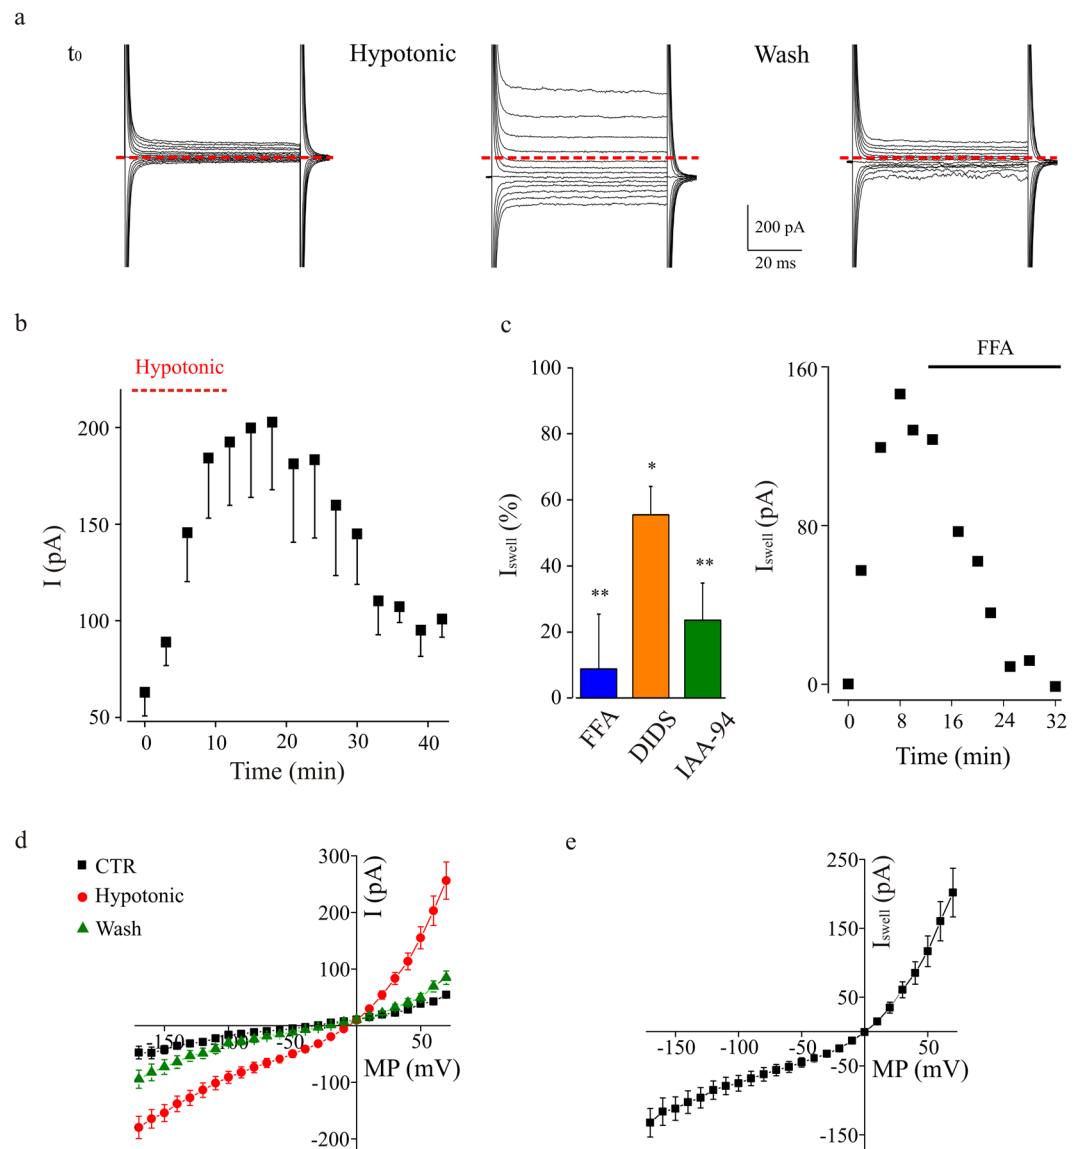 a
t0
Hypotonic
Wash
200 pA
20 ms
b
Hypotonic
200
150
100
50
I (pA)
0
10
20
30
40
Time (min)
c
100
80
60
40
20
0
Iswell (%)
**
*
**
FFA
DIDS
IAA-94
FFA
160
80
0
Iswell (pA)
0
8
16
24
32
Time (min)
d
CTR
Hypotonic
Wash
300
200
100
-100
-200
I (pA)
-150
-100
-50
50
MP (mV)
e
250
150
50
-50
-150
Iswell (pA)
-150
-100
-50
50
MP (mV)